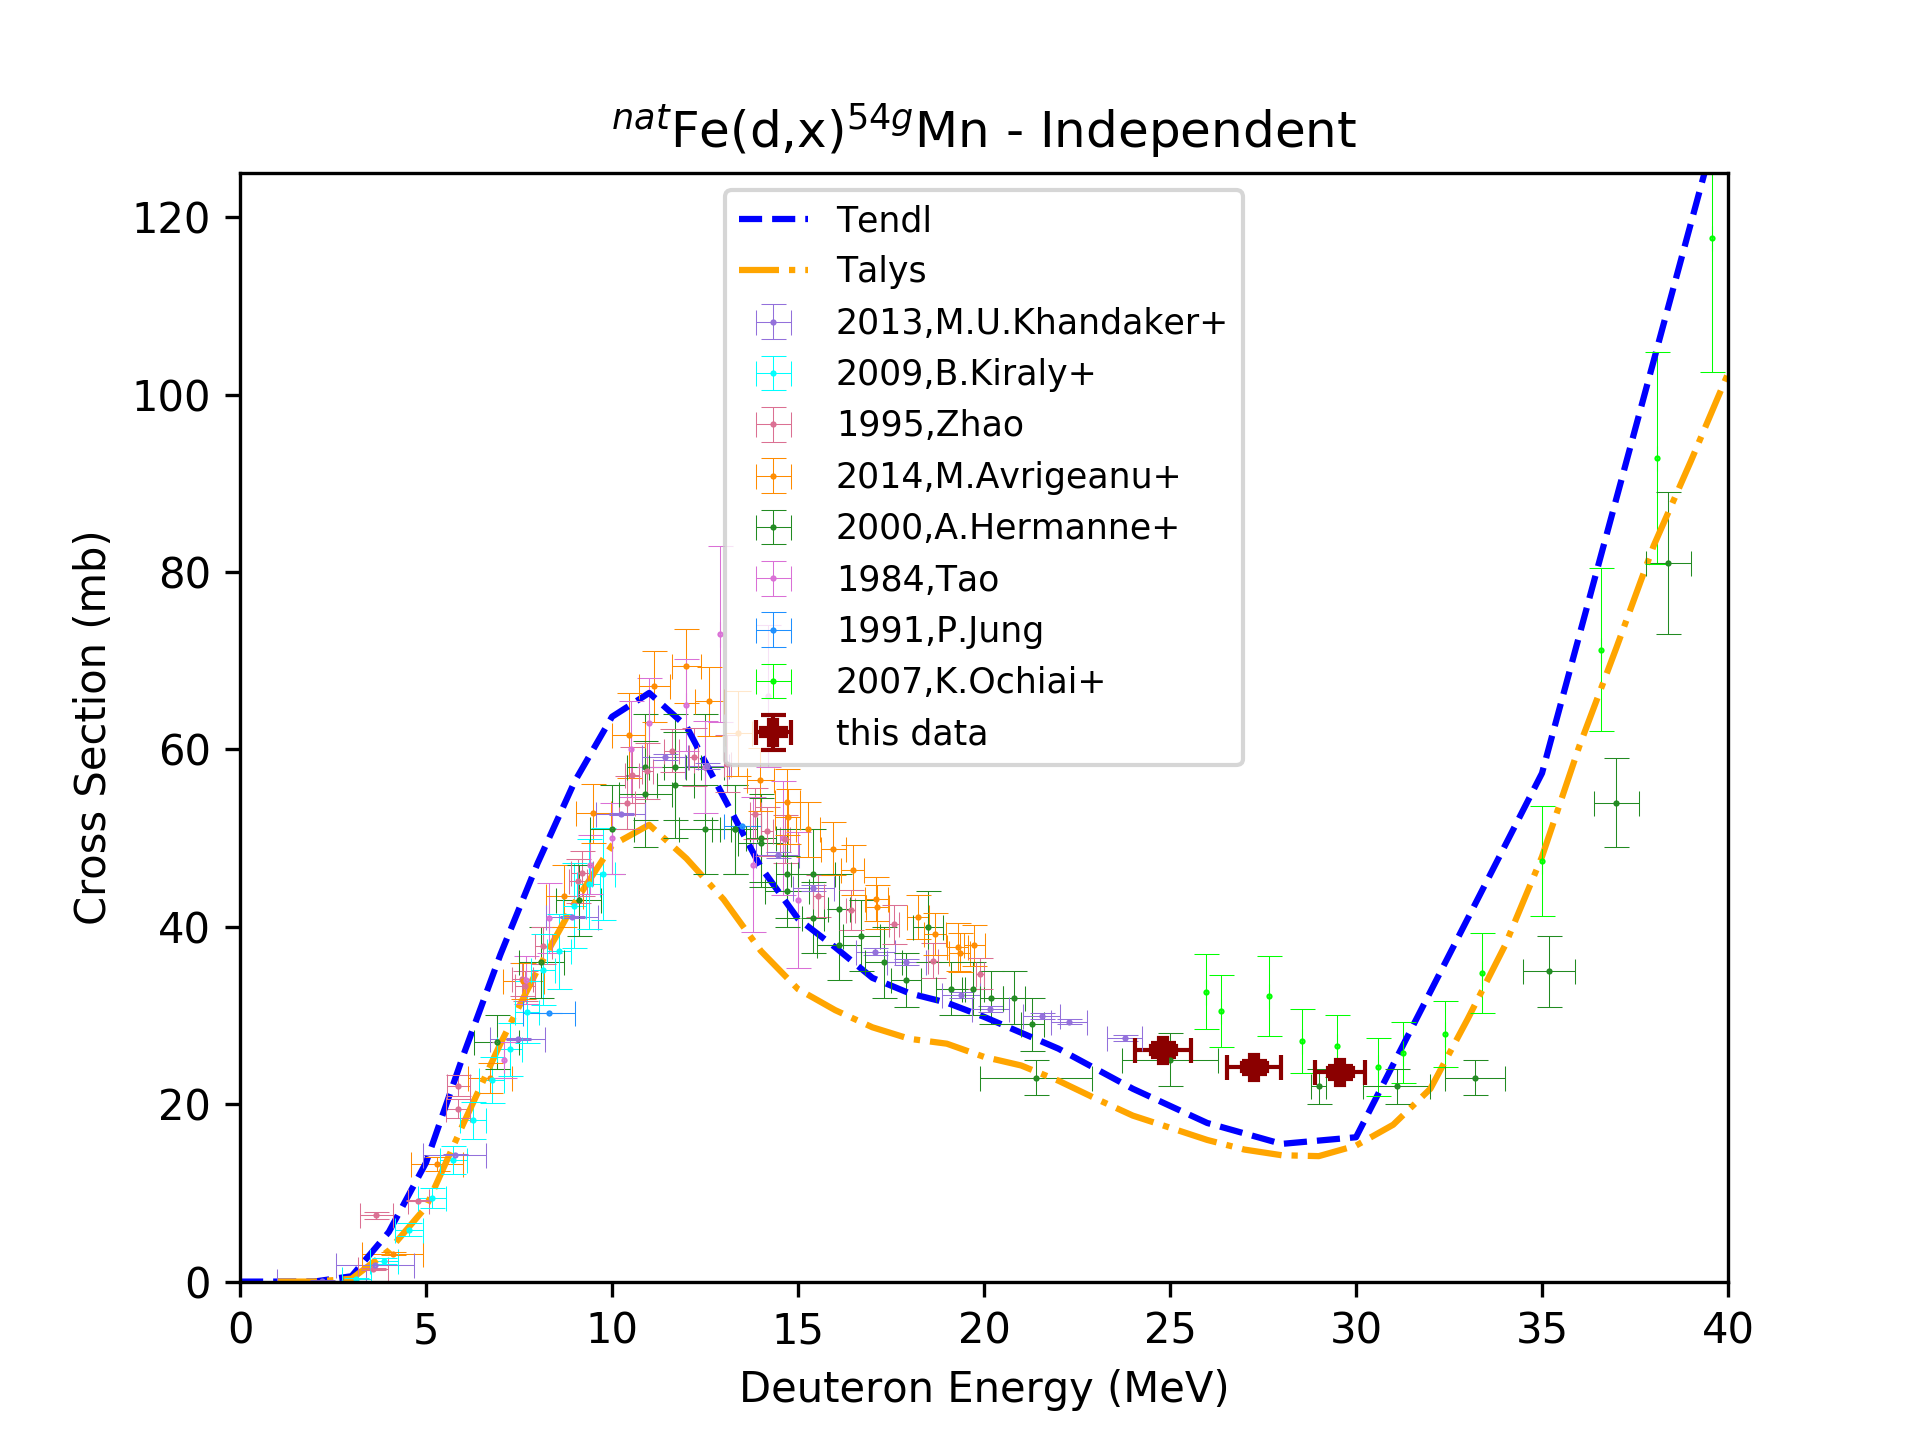 natFe(d,x)54gMn - Independent
Tendl
Talys
2013,M.U.Khandaker+
2009,B.Kiraly+
1995,Zhao
2014,M.Avrigeanu+
2000,A.Hermanne+
1984,Tao
1991,P.Jung
2007,K.Ochiai+
this data
Cross Section (mb)
120
100
80
60
40
20
0
0 5 10 15 20 25 30 35 40
Deuteron Energy (MeV)